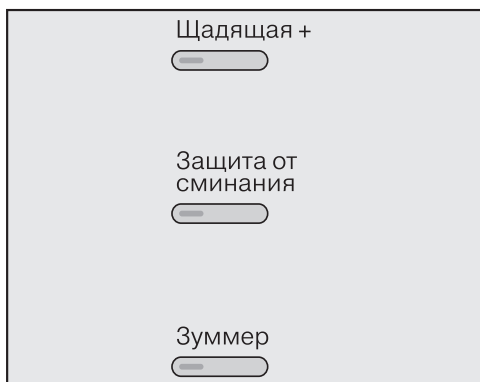 Щадящая +
Защита от
сминания
Зуммер